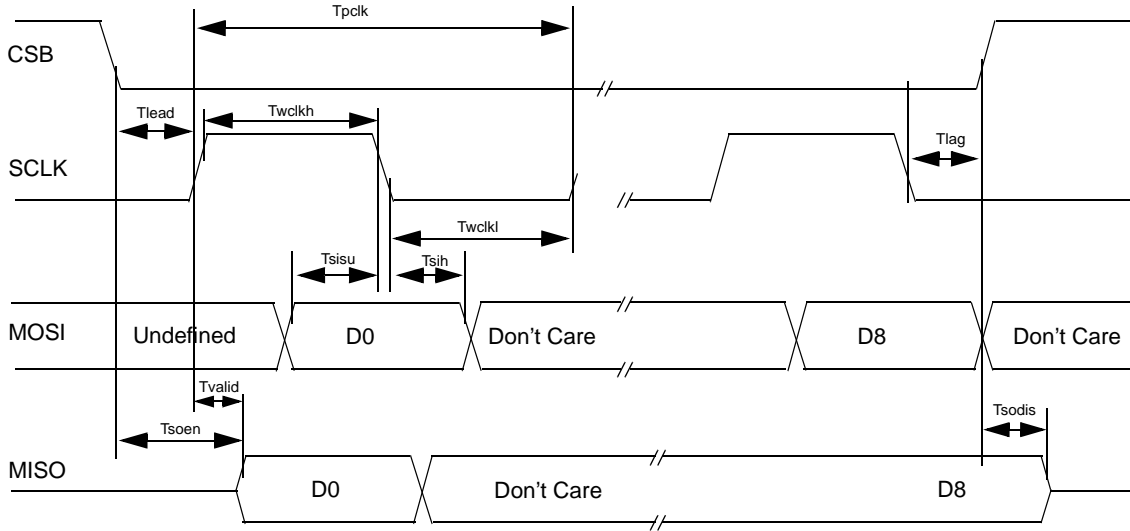 Tpclk
CSB
Tlead
Twclkh
Tlag
SCLK
Twclkl
Tsisu
Tsih
MOSI
Undefined
D0
Don't Care
D8
Don't Care
Tvalid
Tsoen
Tsodis
MISO
D0
Don't Care
D8